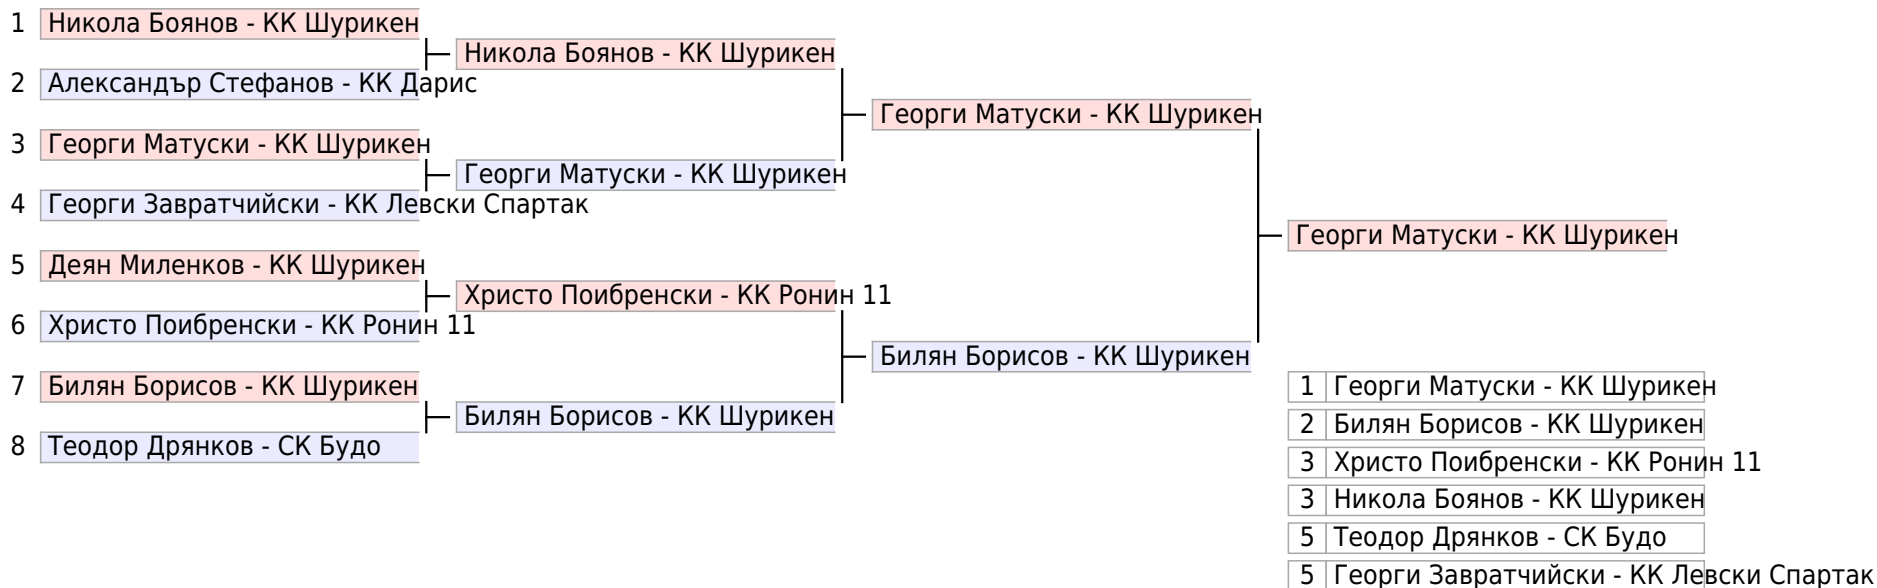 1 Никола Боянов - КК Шурикен
Никола Боянов - КК Шурикен
2 Александър Стефанов - КК Дарис
Георги Матуски - КК Шурикен
3 Георги Матуски - КК Шурикен
Георги Матуски - КК Шурикен
4 Георги Завратчийски - КК Левски Спартак
Георги Матуски - КК Шурикен
5 Деян Миленков - КК Шурикен
Христо Поибренски - КК Ронин 11
6 Христо Поибренски - КК Ронин 11
Билян Борисов - КК Шурикен
7 Билян Борисов - КК Шурикен
Билян Борисов - КК Шурикен
8 Теодор Дрянков - СК Будо
1 Георги Матуски - КК Шурикен
2 Билян Борисов - КК Шурикен
3 Христо Поибренски - КК Ронин 11
3 Никола Боянов - КК Шурикен
5 Теодор Дрянков - СК Будо
5 Георги Завратчийски - КК Левски Спартак